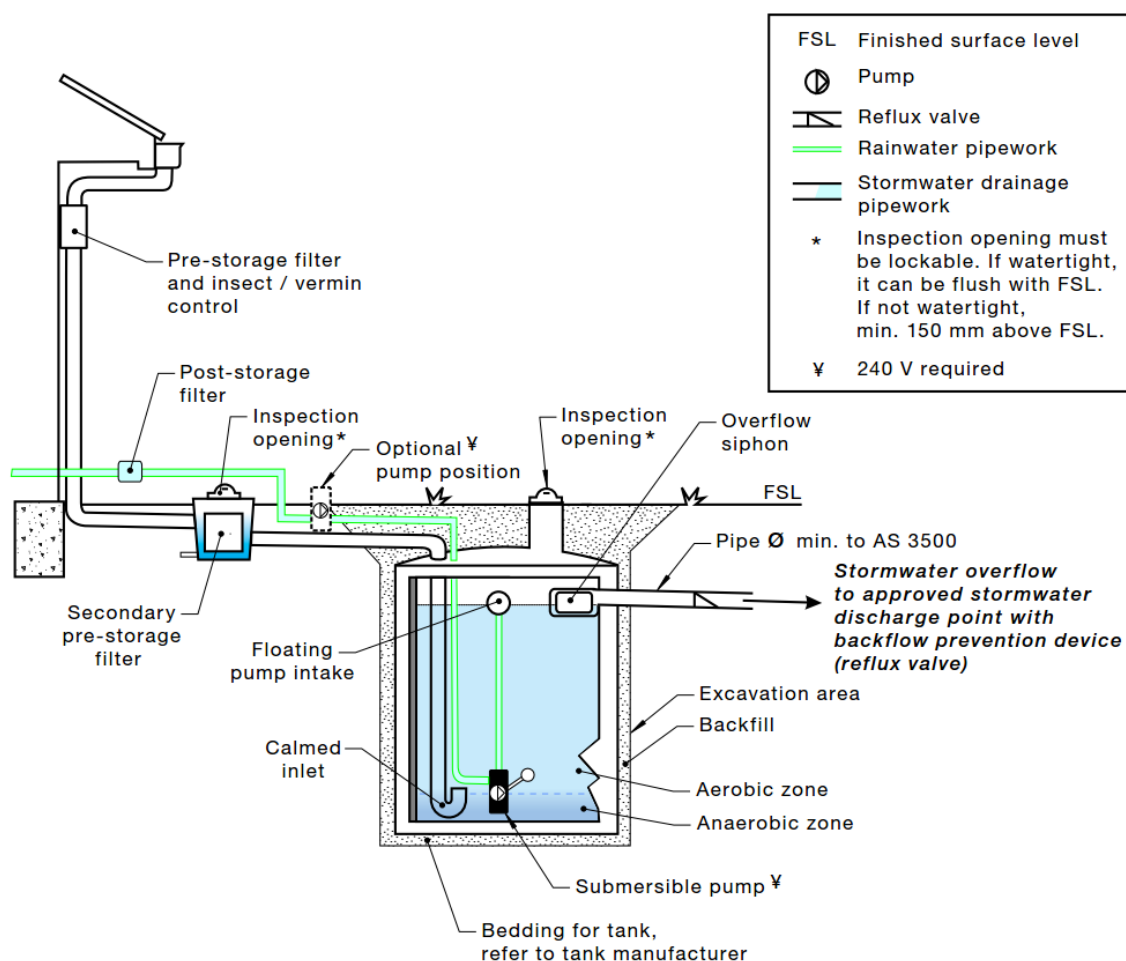 FSL Finished surface level
Pump
Reflux valve
Rainwater pipework
Stormwater drainage
pipework
* Inspection opening must
be lockable. If watertight,
it can be flush with FSL.
If not watertight,
min. 150 mm above FSL.
¥ 240 V required
Pre-storage filter
and insect / vermin
control
Post-storage
filter
Inspection
opening*
Optional ¥
pump position
Inspection
opening*
Overflow
siphon
FSL
Pipe Ø min. to AS 3500
Stormwater overflow
to approved stormwater
discharge point with
backflow prevention device
(reflux valve)
Secondary
pre-storage
filter
Floating
pump intake
Excavation area
Backfill
Calmed
inlet
Aerobic zone
Anaerobic zone
Submersible pump ¥
Bedding for tank,
refer to tank manufacturer